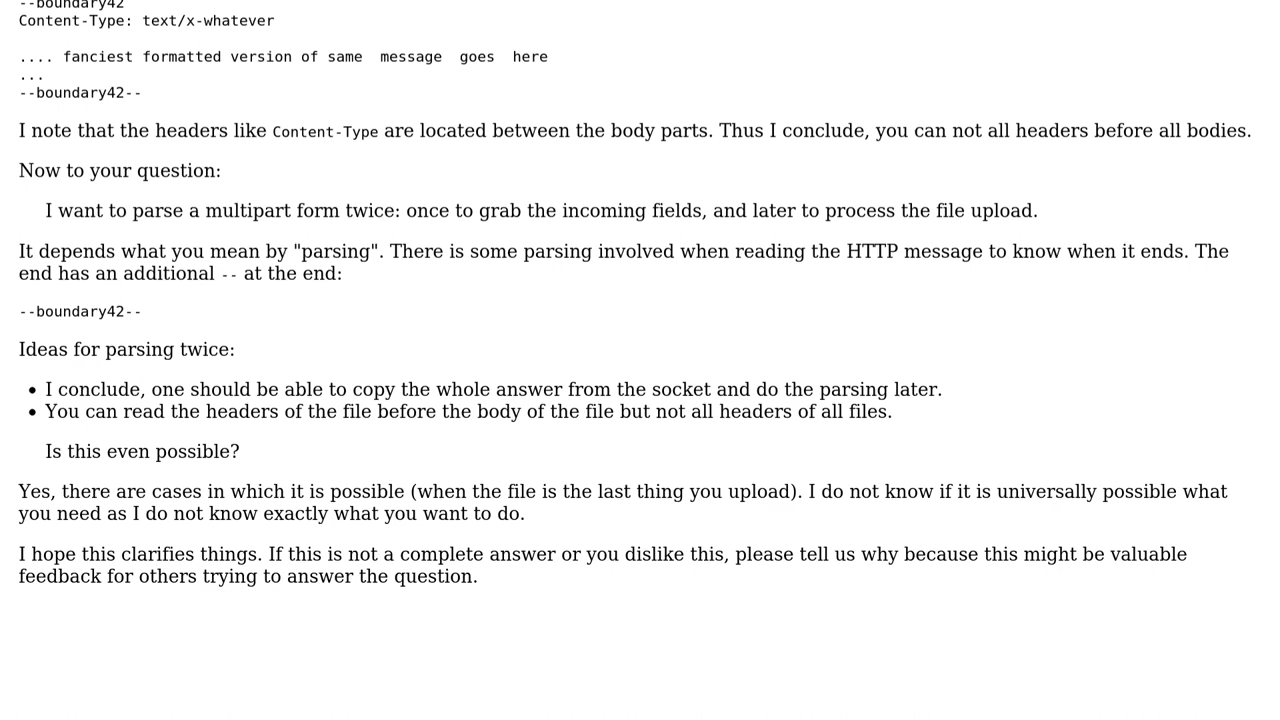 --boundary42
Content-Type: text/x-whatever
.... fanciest formatted version of same  message  goes  here
...
--boundary42--
I note that the headers like Content-Type are located between the body parts. Thus I conclude, you can not all headers before all bodies.
Now to your question:
I want to parse a multipart form twice: once to grab the incoming fields, and later to process the file upload.
It depends what you mean by "parsing". There is some parsing involved when reading the HTTP message to know when it ends. The
end has an additional -- at the end:
--boundary42--
Ideas for parsing twice:
• I conclude, one should be able to copy the whole answer from the socket and do the parsing later.
• You can read the headers of the file before the body of the file but not all headers of all files.
Is this even possible?
Yes, there are cases in which it is possible (when the file is the last thing you upload). I do not know if it is universally possible what
you need as I do not know exactly what you want to do.
I hope this clarifies things. If this is not a complete answer or you dislike this, please tell us why because this might be valuable
feedback for others trying to answer the question.